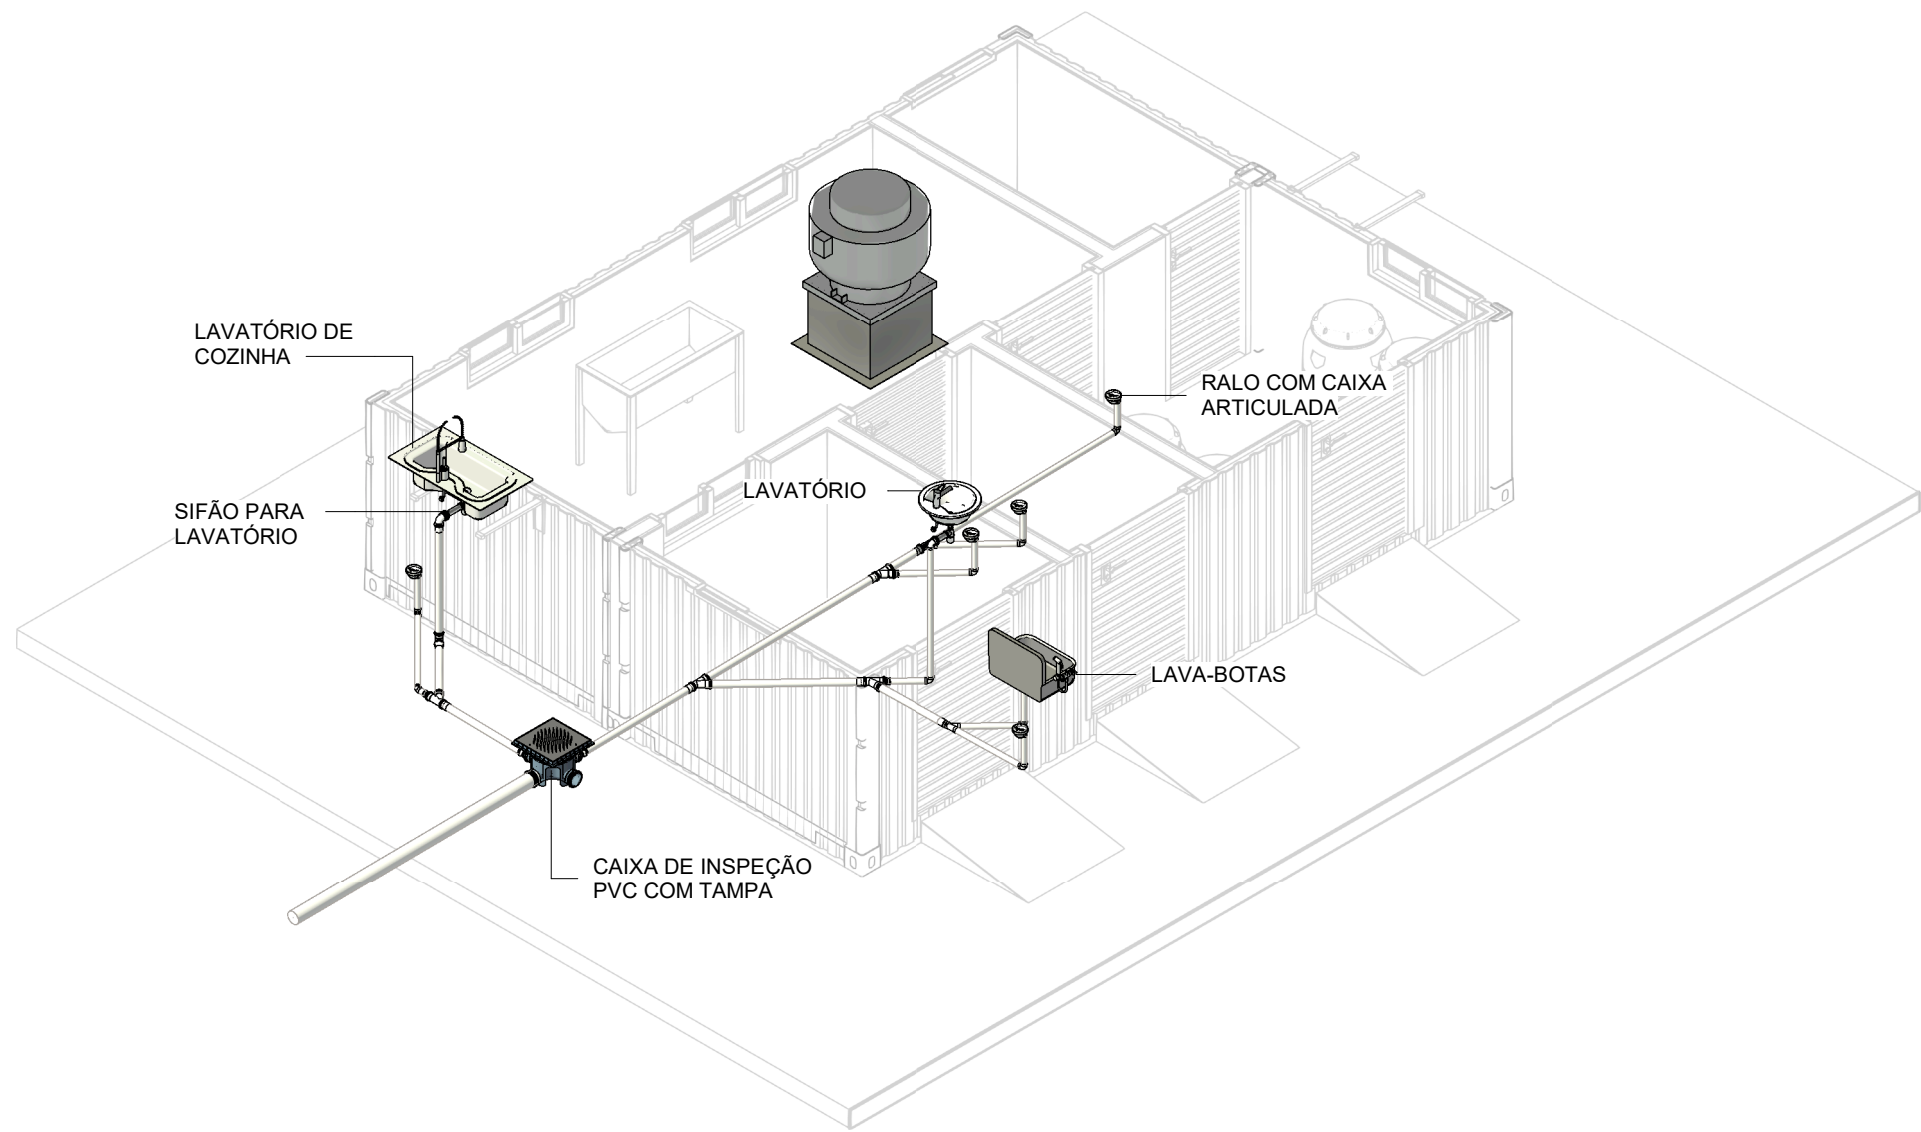 LAVATÓRIO DE
COZINHA
RALO COM CAIXA
ARTICULADA
LAVATÓRIO
SIFÃO PARA
LAVATÓRIO
LAVA-BOTAS
CAIXA DE INSPEÇÃO
PVC COM TAMPA